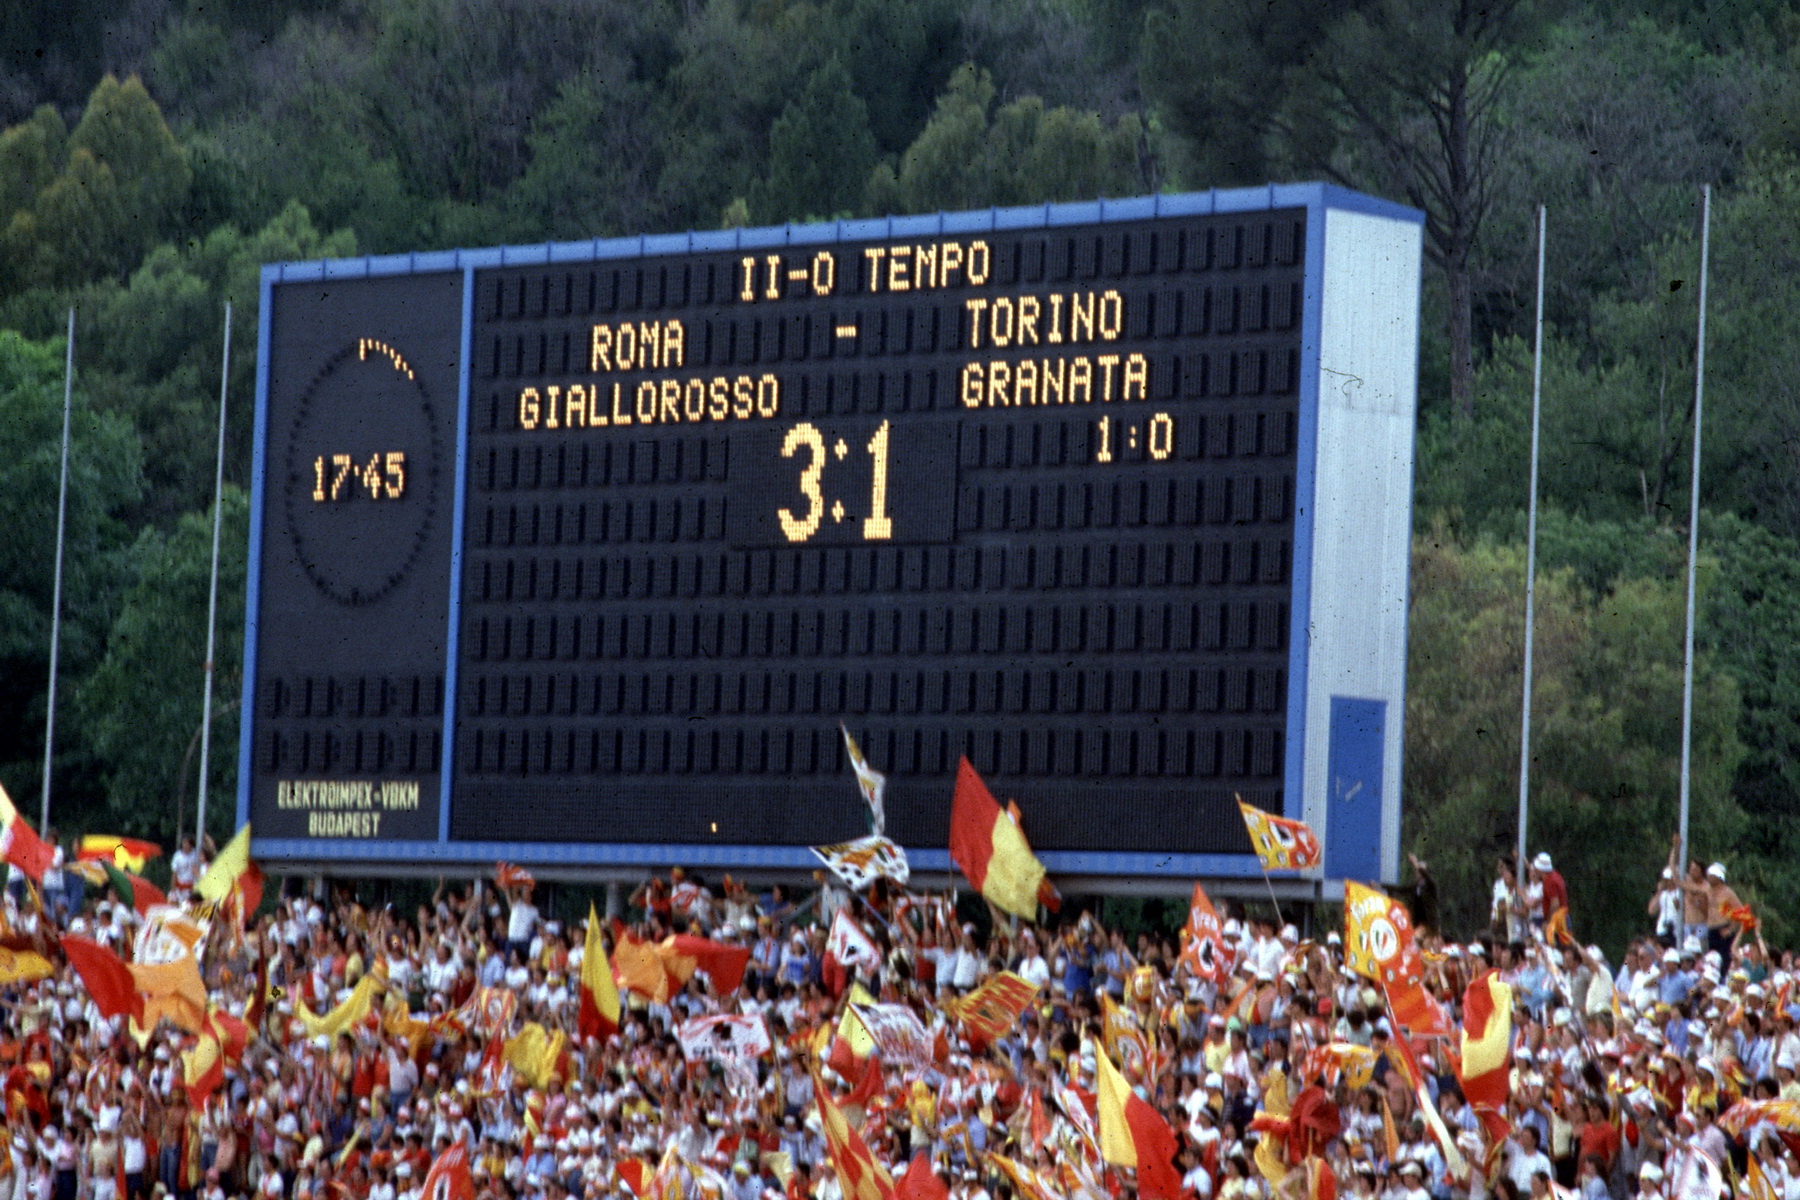 II-O TEMPO
ROMA - TORINO
GIALLOROSSO GRANATA
1:0
3:1
17:45
ELEKTROIMPEX-VBKM
BUDAPEST